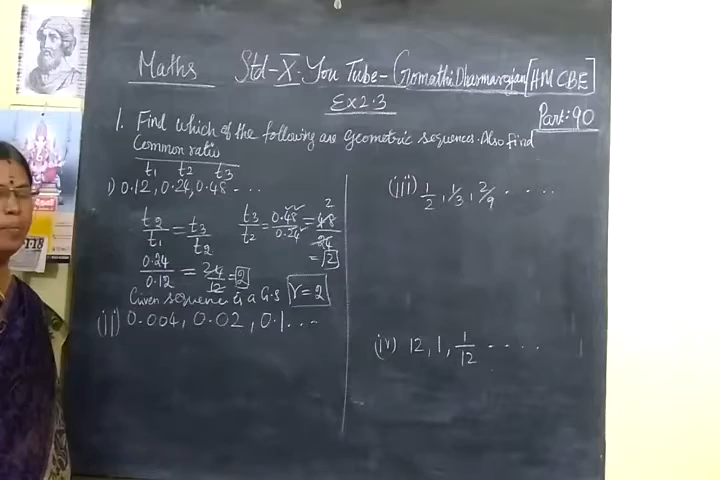 Maths Std-X. You Tube-Gomathi Dharmarajan [HM CBE]
Ex 2.3
Part: 90
1. Find which of the following are Geometric sequences. Also find
Common ratio
t1 t2 t3
i) 0.12, 0.24, 0.48 ...
t2/t1 = t3/t2
t3/t2 = 0.48/0.24 = 48/24 2
= 2
0.24/0.12 = 24/12 = 2
Given sequence is a G.S r = 2
(ii) 0.004, 0.02, 0.1 ...
(iii) 1/2, 1/3, 2/9 . . . .
(iv) 12, 1, 1/12 . . . .